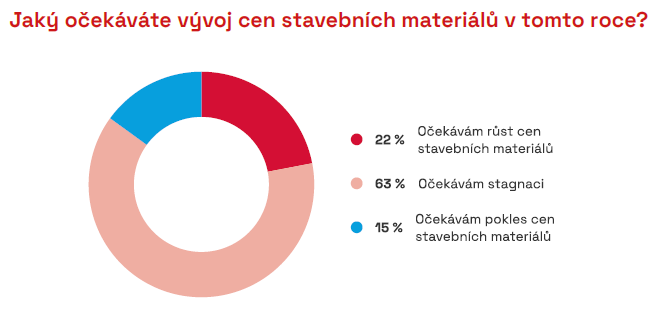 Jaký očekáváte vývoj cen stavebních materiálů v tomto roce?
22 % Očekávám růst cen
stavebních materiálů
63 % Očekávám stagnaci
15 % Očekávám pokles cen
stavebních materiálů